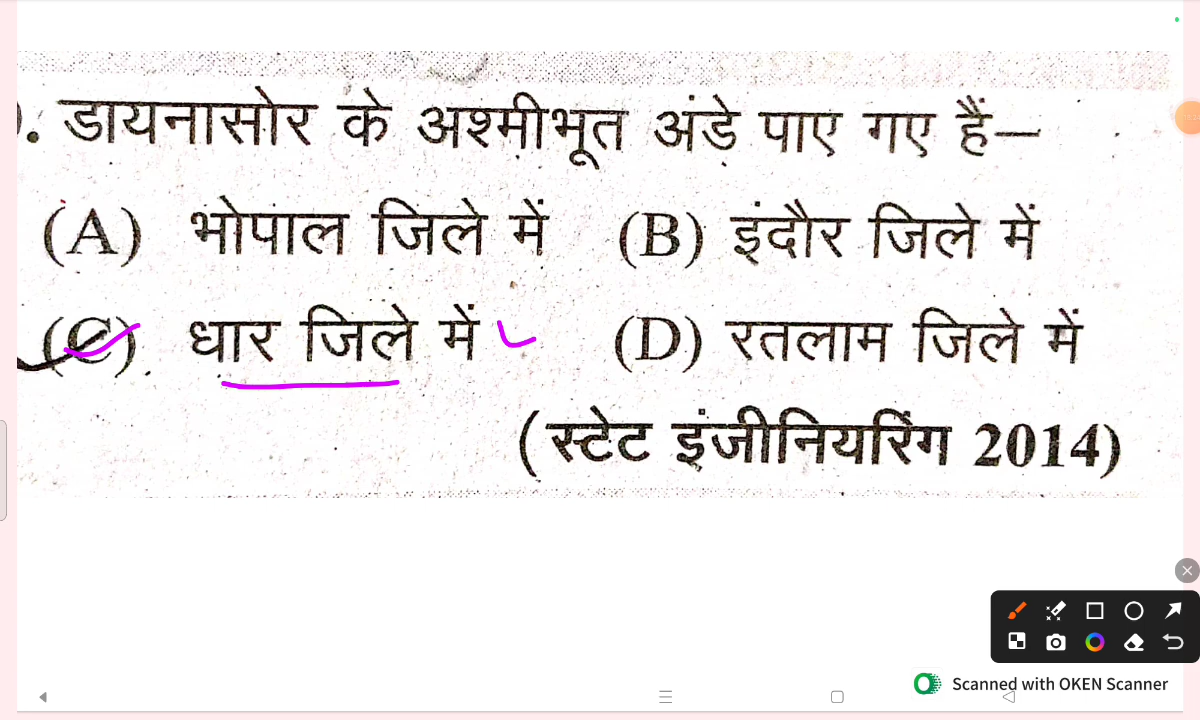 . डायनासोर के अश्मीभूत अंडे पाए गए हैं—
(A) भोपाल जिले में (B) इंदौर जिले में
(C) धार जिले में (D) रतलाम जिले में
(स्टेट इंजीनियरिंग 2014)
Scanned with OKEN Scanner